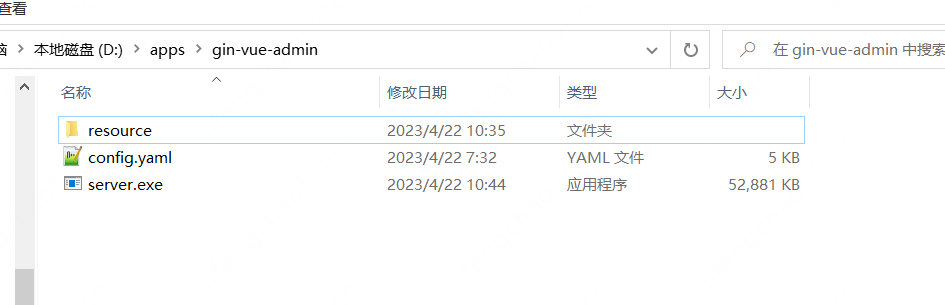 查看
脑 > 本地磁盘 (D:) > apps > gin-vue-admin 在 gin-vue-admin 中搜索
名称 修改日期 类型 大小
resource 2023/4/22 10:35 文件夹
config.yaml 2023/4/22 7:32 YAML 文件 5 KB
server.exe 2023/4/22 10:44 应用程序 52,881 KB